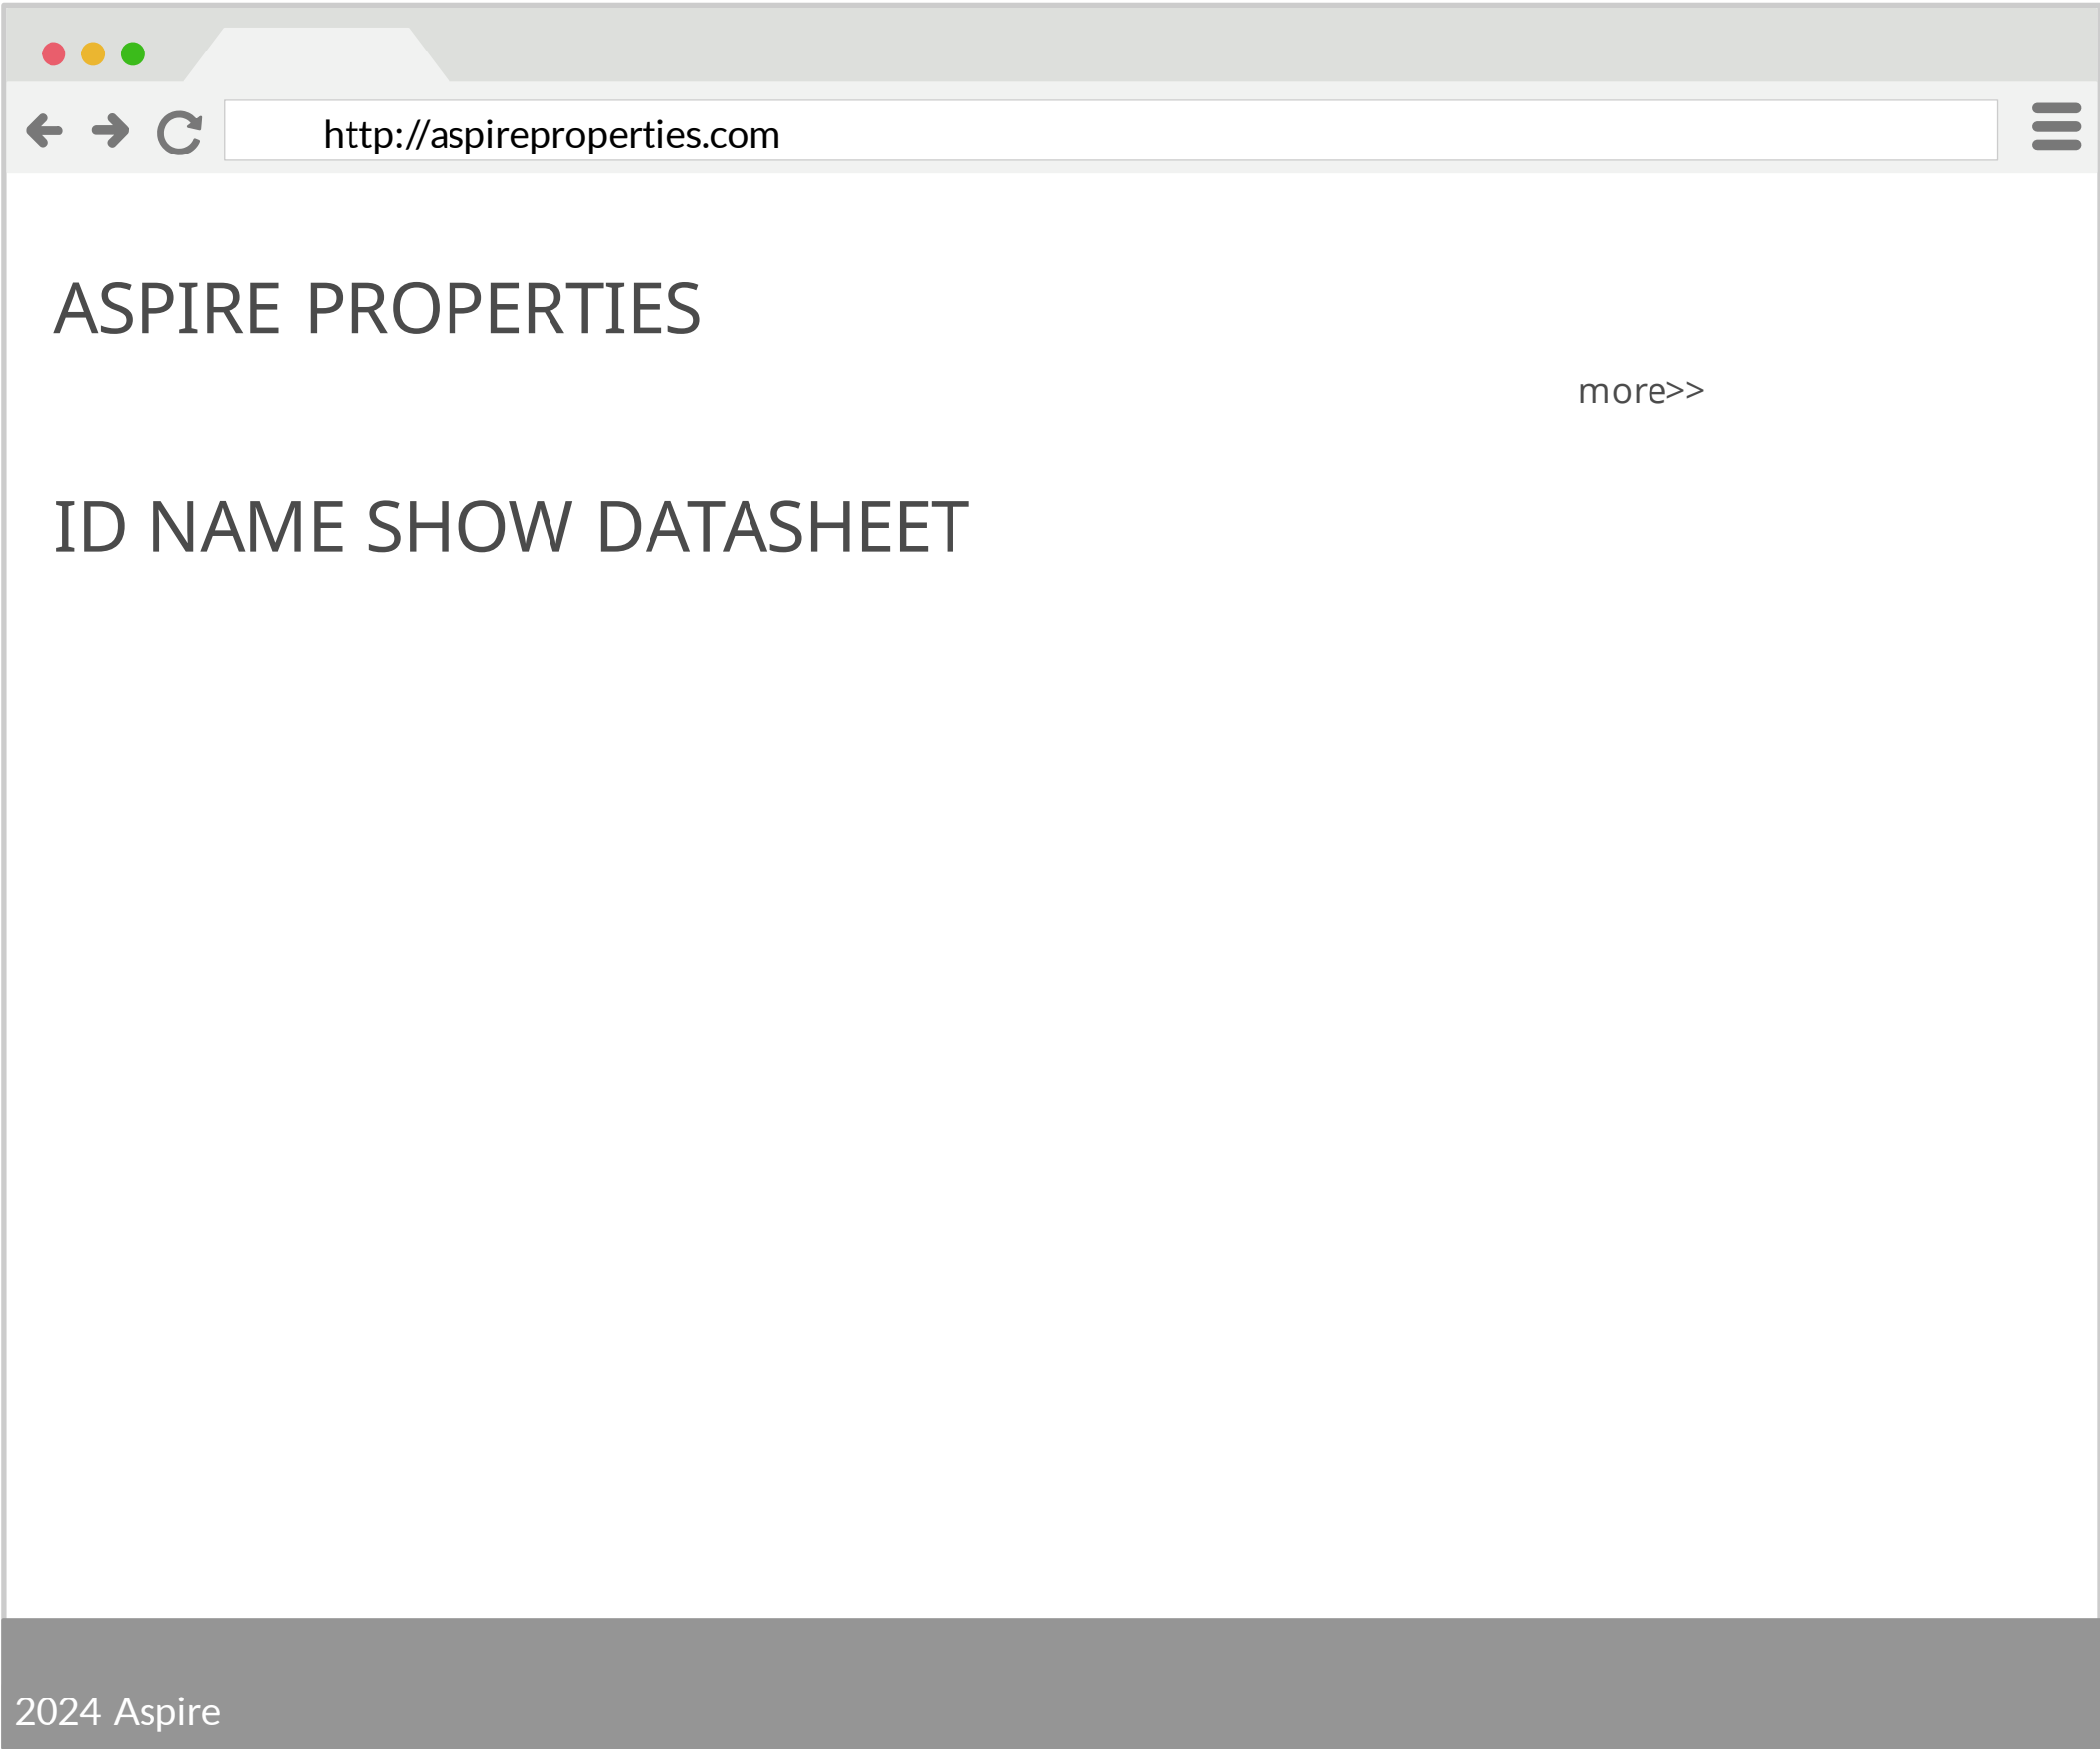 http://aspireproperties.com
ASPIRE PROPERTIES
more>>
ID NAME SHOW DATASHEET
2024 Aspire